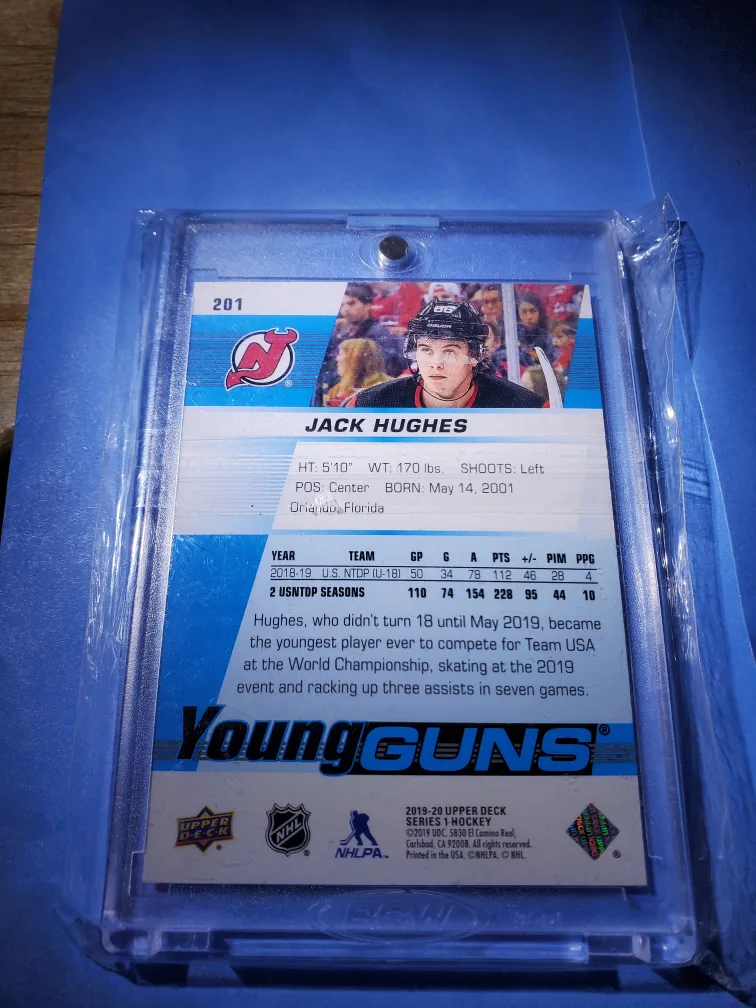 201
86
BAUER
JACK HUGHES
HT: 5'10" WT: 170 lbs. SHOOTS: Left
POS: Center BORN: May 14, 2001
Orlando, Florida
YEAR TEAM GP G A PTS +/- PIM PPG
2018-19 U.S. NTDP (U-18) 50 34 78 112 46 28 4
2 USNTDP SEASONS 110 74 154 228 95 44 10
Hughes, who didn't turn 18 until May 2019, became
the youngest player ever to compete for Team USA
at the World Championship, skating at the 2019
event and racking up three assists in seven games.
Young GUNS®
UPPER DECK®
NHL®
NHLPA™
2019-20 UPPER DECK
SERIES 1 HOCKEY
©2019 UDC. 5830 El Camino Real,
Carlsbad, CA 92008. All rights reserved.
Printed in the USA. ©NHLPA. © NHL.
®
BCW